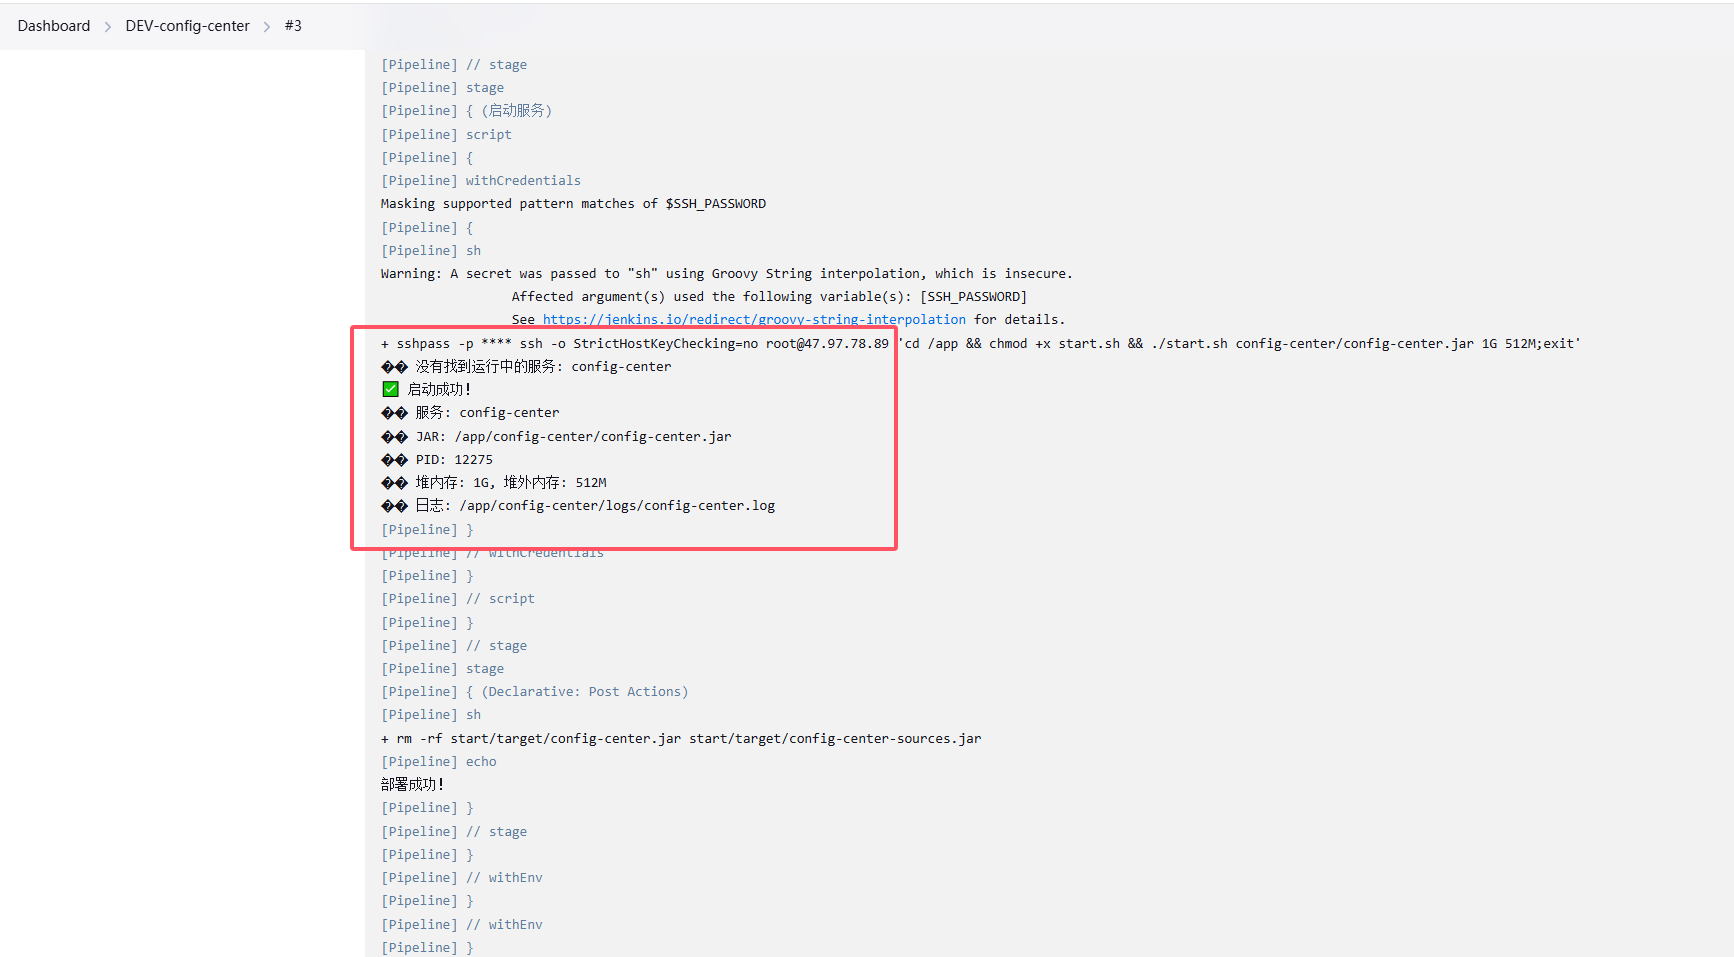 Dashboard > DEV-config-center > #3
[Pipeline] // stage
[Pipeline] stage
[Pipeline] { (启动服务)
[Pipeline] script
[Pipeline] {
[Pipeline] withCredentials
Masking supported pattern matches of $SSH_PASSWORD
[Pipeline] {
[Pipeline] sh
Warning: A secret was passed to "sh" using Groovy String interpolation, which is insecure.
Affected argument(s) used the following variable(s): [SSH_PASSWORD]
See https://jenkins.io/redirect/groovy-string-interpolation for details.
+ sshpass -p **** ssh -o StrictHostKeyChecking=no root@47.97.78.89 'cd /app && chmod +x start.sh && ./start.sh config-center/config-center.jar 1G 512M;exit'
�� 没有找到运行中的服务: config-center
✅ 启动成功!
�� 服务: config-center
�� JAR: /app/config-center/config-center.jar
�� PID: 12275
�� 堆内存: 1G, 堆外内存: 512M
�� 日志: /app/config-center/logs/config-center.log
[Pipeline] }
[Pipeline] // withCredentials
[Pipeline] }
[Pipeline] // script
[Pipeline] }
[Pipeline] // stage
[Pipeline] stage
[Pipeline] { (Declarative: Post Actions)
[Pipeline] sh
+ rm -rf start/target/config-center.jar start/target/config-center-sources.jar
[Pipeline] echo
部署成功!
[Pipeline] }
[Pipeline] // stage
[Pipeline] }
[Pipeline] // withEnv
[Pipeline] }
[Pipeline] // withEnv
[Pipeline] }